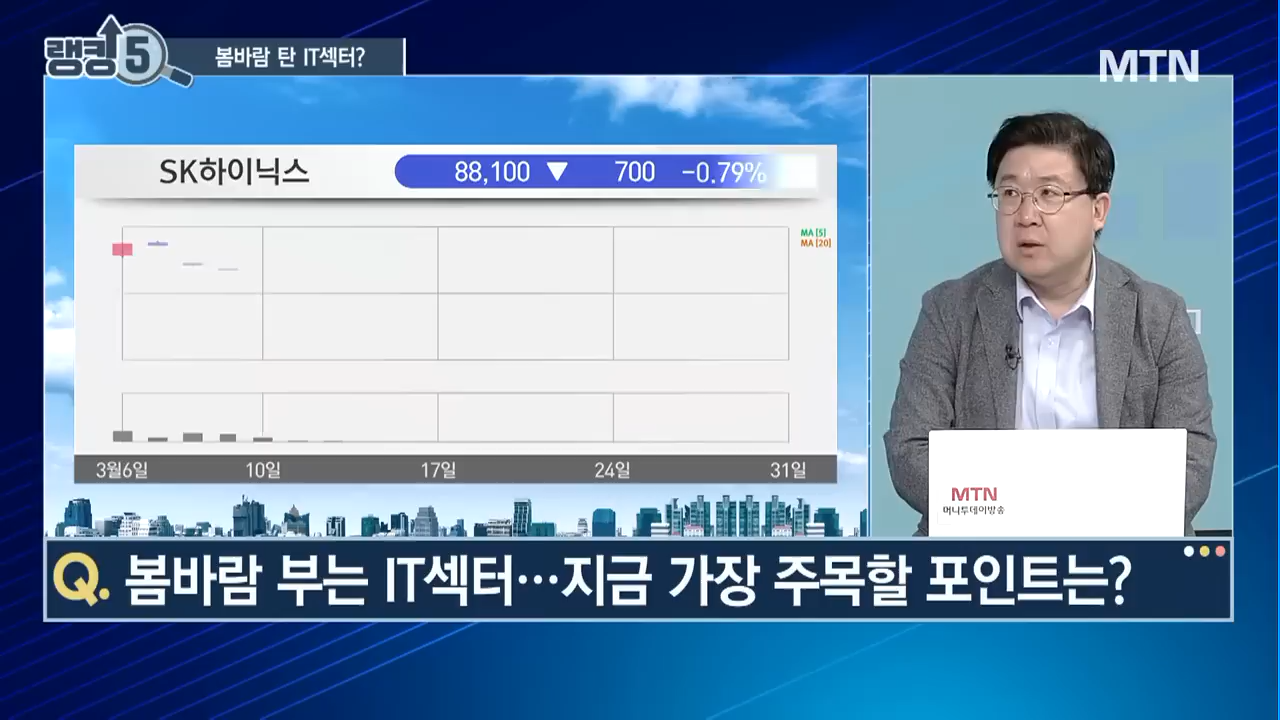 랭킹5
봄바람 탄 IT섹터?
MTN
SK하이닉스
88,100 ▼ 700 -0.79%
MA [5]
MA [20]
3월6일 10일 17일 24일 31일
MTN
머니투데이방송
Q. 봄바람 부는 IT섹터…지금 가장 주목할 포인트는?